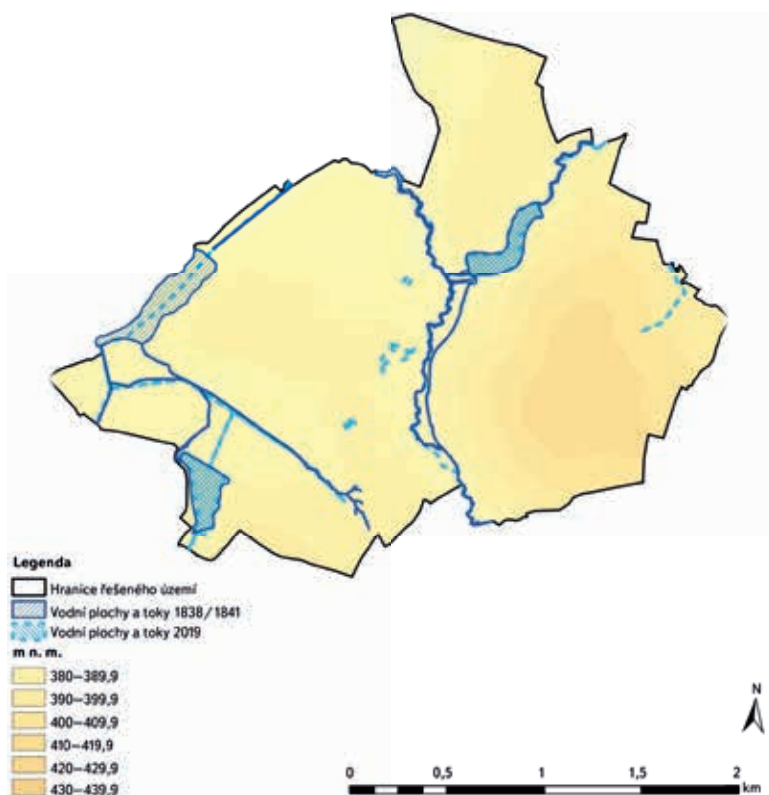 Legenda
Hranice řešeného území
Vodní plochy a toky 1838/1841
Vodní plochy a toky 2019
m n. m.
380–389,9
390–399,9
400–409,9
410–419,9
420–429,9
430–439,9
N
0 0,5 1 1,5 2
km